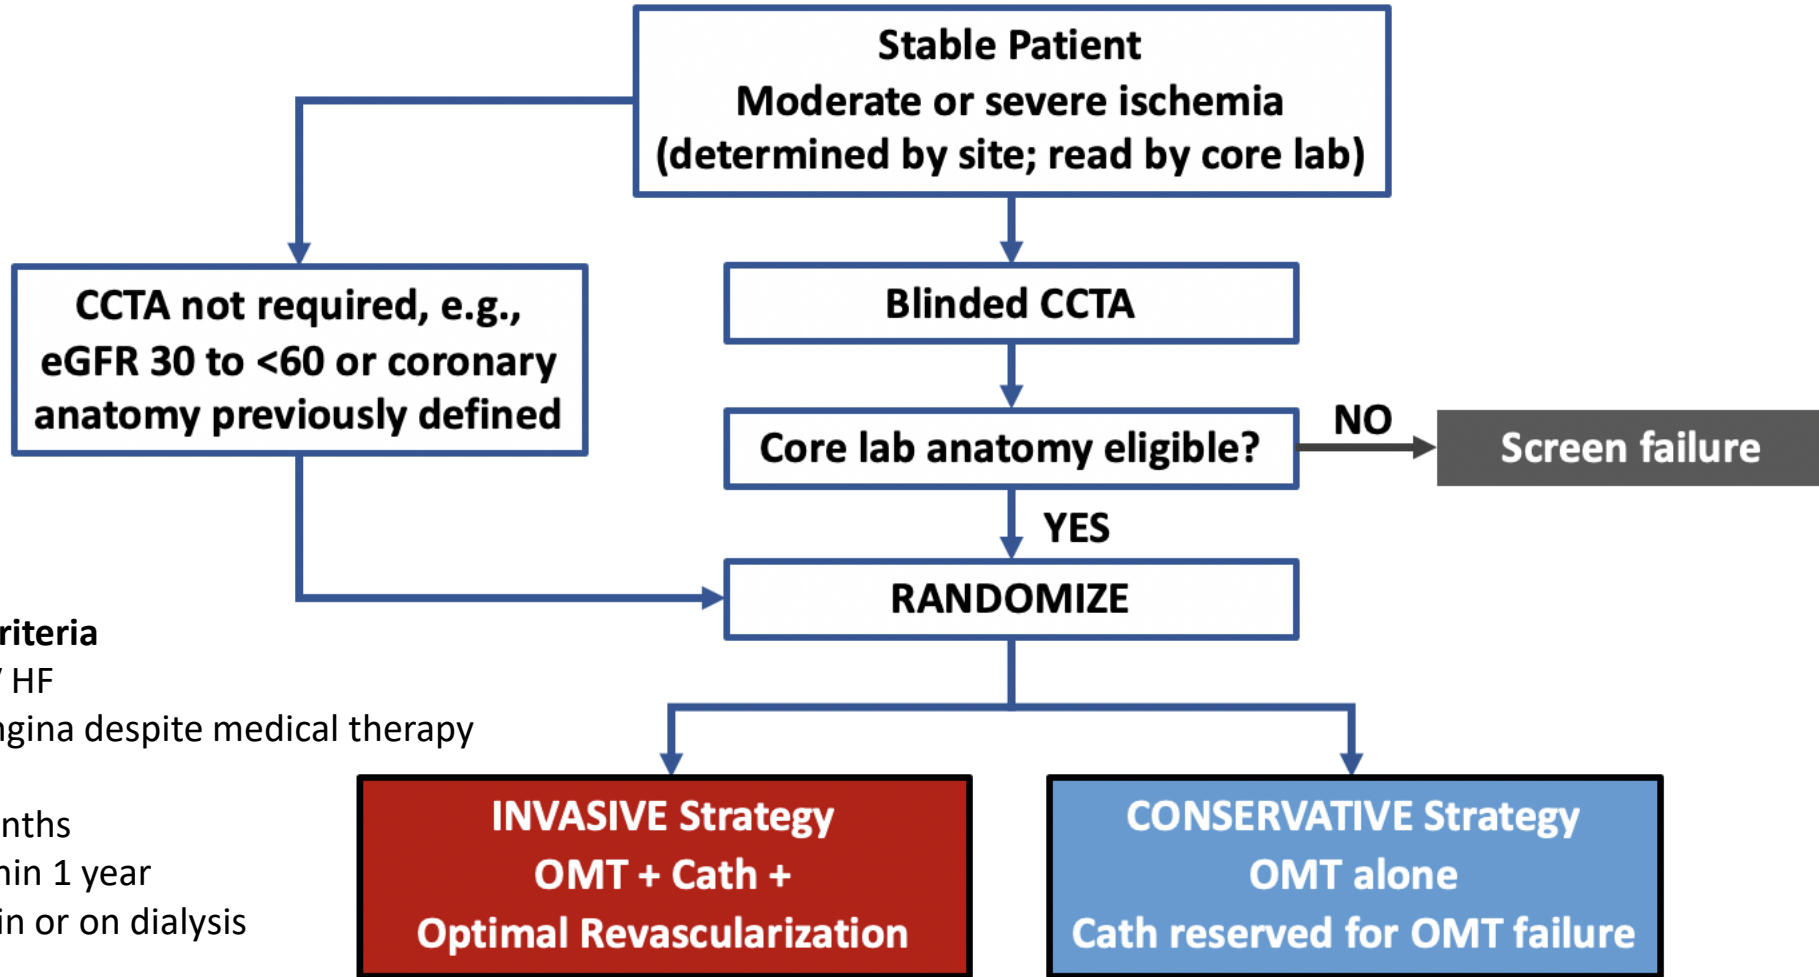 Stable Patient
Moderate or severe ischemia
(determined by site; read by core lab)
CCTA not required, e.g.,
eGFR 30 to <60 or coronary
anatomy previously defined
Blinded CCTA
Core lab anatomy eligible?
NO
Screen failure
YES
RANDOMIZE
riteria
HF
ngina despite medical therapy
nths
hin 1 year
in or on dialysis
INVASIVE Strategy
OMT + Cath +
Optimal Revascularization
CONSERVATIVE Strategy
OMT alone
Cath reserved for OMT failure